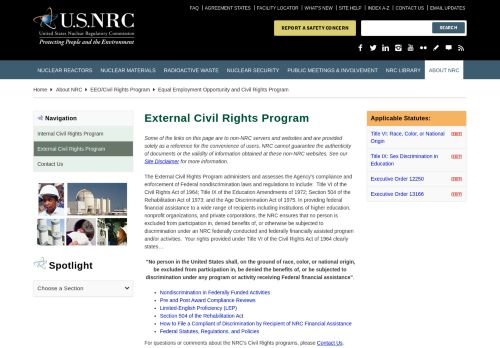 FAQ | AGREEMENT STATES | FACILITY LOCATOR | WHAT'S NEW | SITE HELP | INDEX A-Z | CONTACT US | EMAIL UPDATES
U.S.NRC
United States Nuclear Regulatory Commission
Protecting People and the Environment
REPORT A SAFETY CONCERN
SEARCH
NUCLEAR REACTORS NUCLEAR MATERIALS RADIOACTIVE WASTE NUCLEAR SECURITY PUBLIC MEETINGS & INVOLVEMENT NRC LIBRARY ABOUT NRC
Home About NRC EEO/Civil Rights Program Equal Employment Opportunity and Civil Rights Program
Navigation
Internal Civil Rights Program
External Civil Rights Program
Contact Us
Spotlight
Choose a Section
External Civil Rights Program
Some of the links on this page are to non-NRC servers and websites and are provided
solely as a reference for the convenience of users. NRC cannot guarantee the authenticity
of documents or the validity of information obtained at these non-NRC websites. See our
Site Disclaimer for more information.
The External Civil Rights Program administers and assesses the Agency's compliance and
enforcement of Federal nondiscrimination laws and regulations to include: Title VI of the
Civil Rights Act of 1964; Title IX of the Education Amendments of 1972; Section 504 of the
Rehabilitation Act of 1973; and the Age Discrimination Act of 1975. In providing federal
financial assistance to a wide range of recipients including institutions of higher education,
nonprofit organizations, and private corporations, the NRC ensures that no person is
excluded from participation in, denied benefits of, or otherwise be subjected to
discrimination under an NRC federally conducted and federally financially assisted program
and/or activities. Your rights provided under Title VI of the Civil Rights Act of 1964 clearly
states…
"No person in the United States shall, on the ground of race, color, or national origin,
be excluded from participation in, be denied the benefits of, or be subjected to
discrimination under any program or activity receiving Federal financial assistance".
Nondiscrimination in Federally Funded Activities
Pre and Post Award Compliance Reviews
Limited-English Proficiency (LEP)
Section 504 of the Rehabilitation Act
How to File a Compliant of Discrimination by Recipient of NRC Financial Assistance
Federal Statutes, Regulations, and Policies
For questions or comments about the NRC's Civil Rights programs, please Contact Us.
Applicable Statutes:
Title VI: Race, Color, or National
Origin
Title IX: Sex Discrimination in
Education
Executive Order 12250
Executive Order 13166